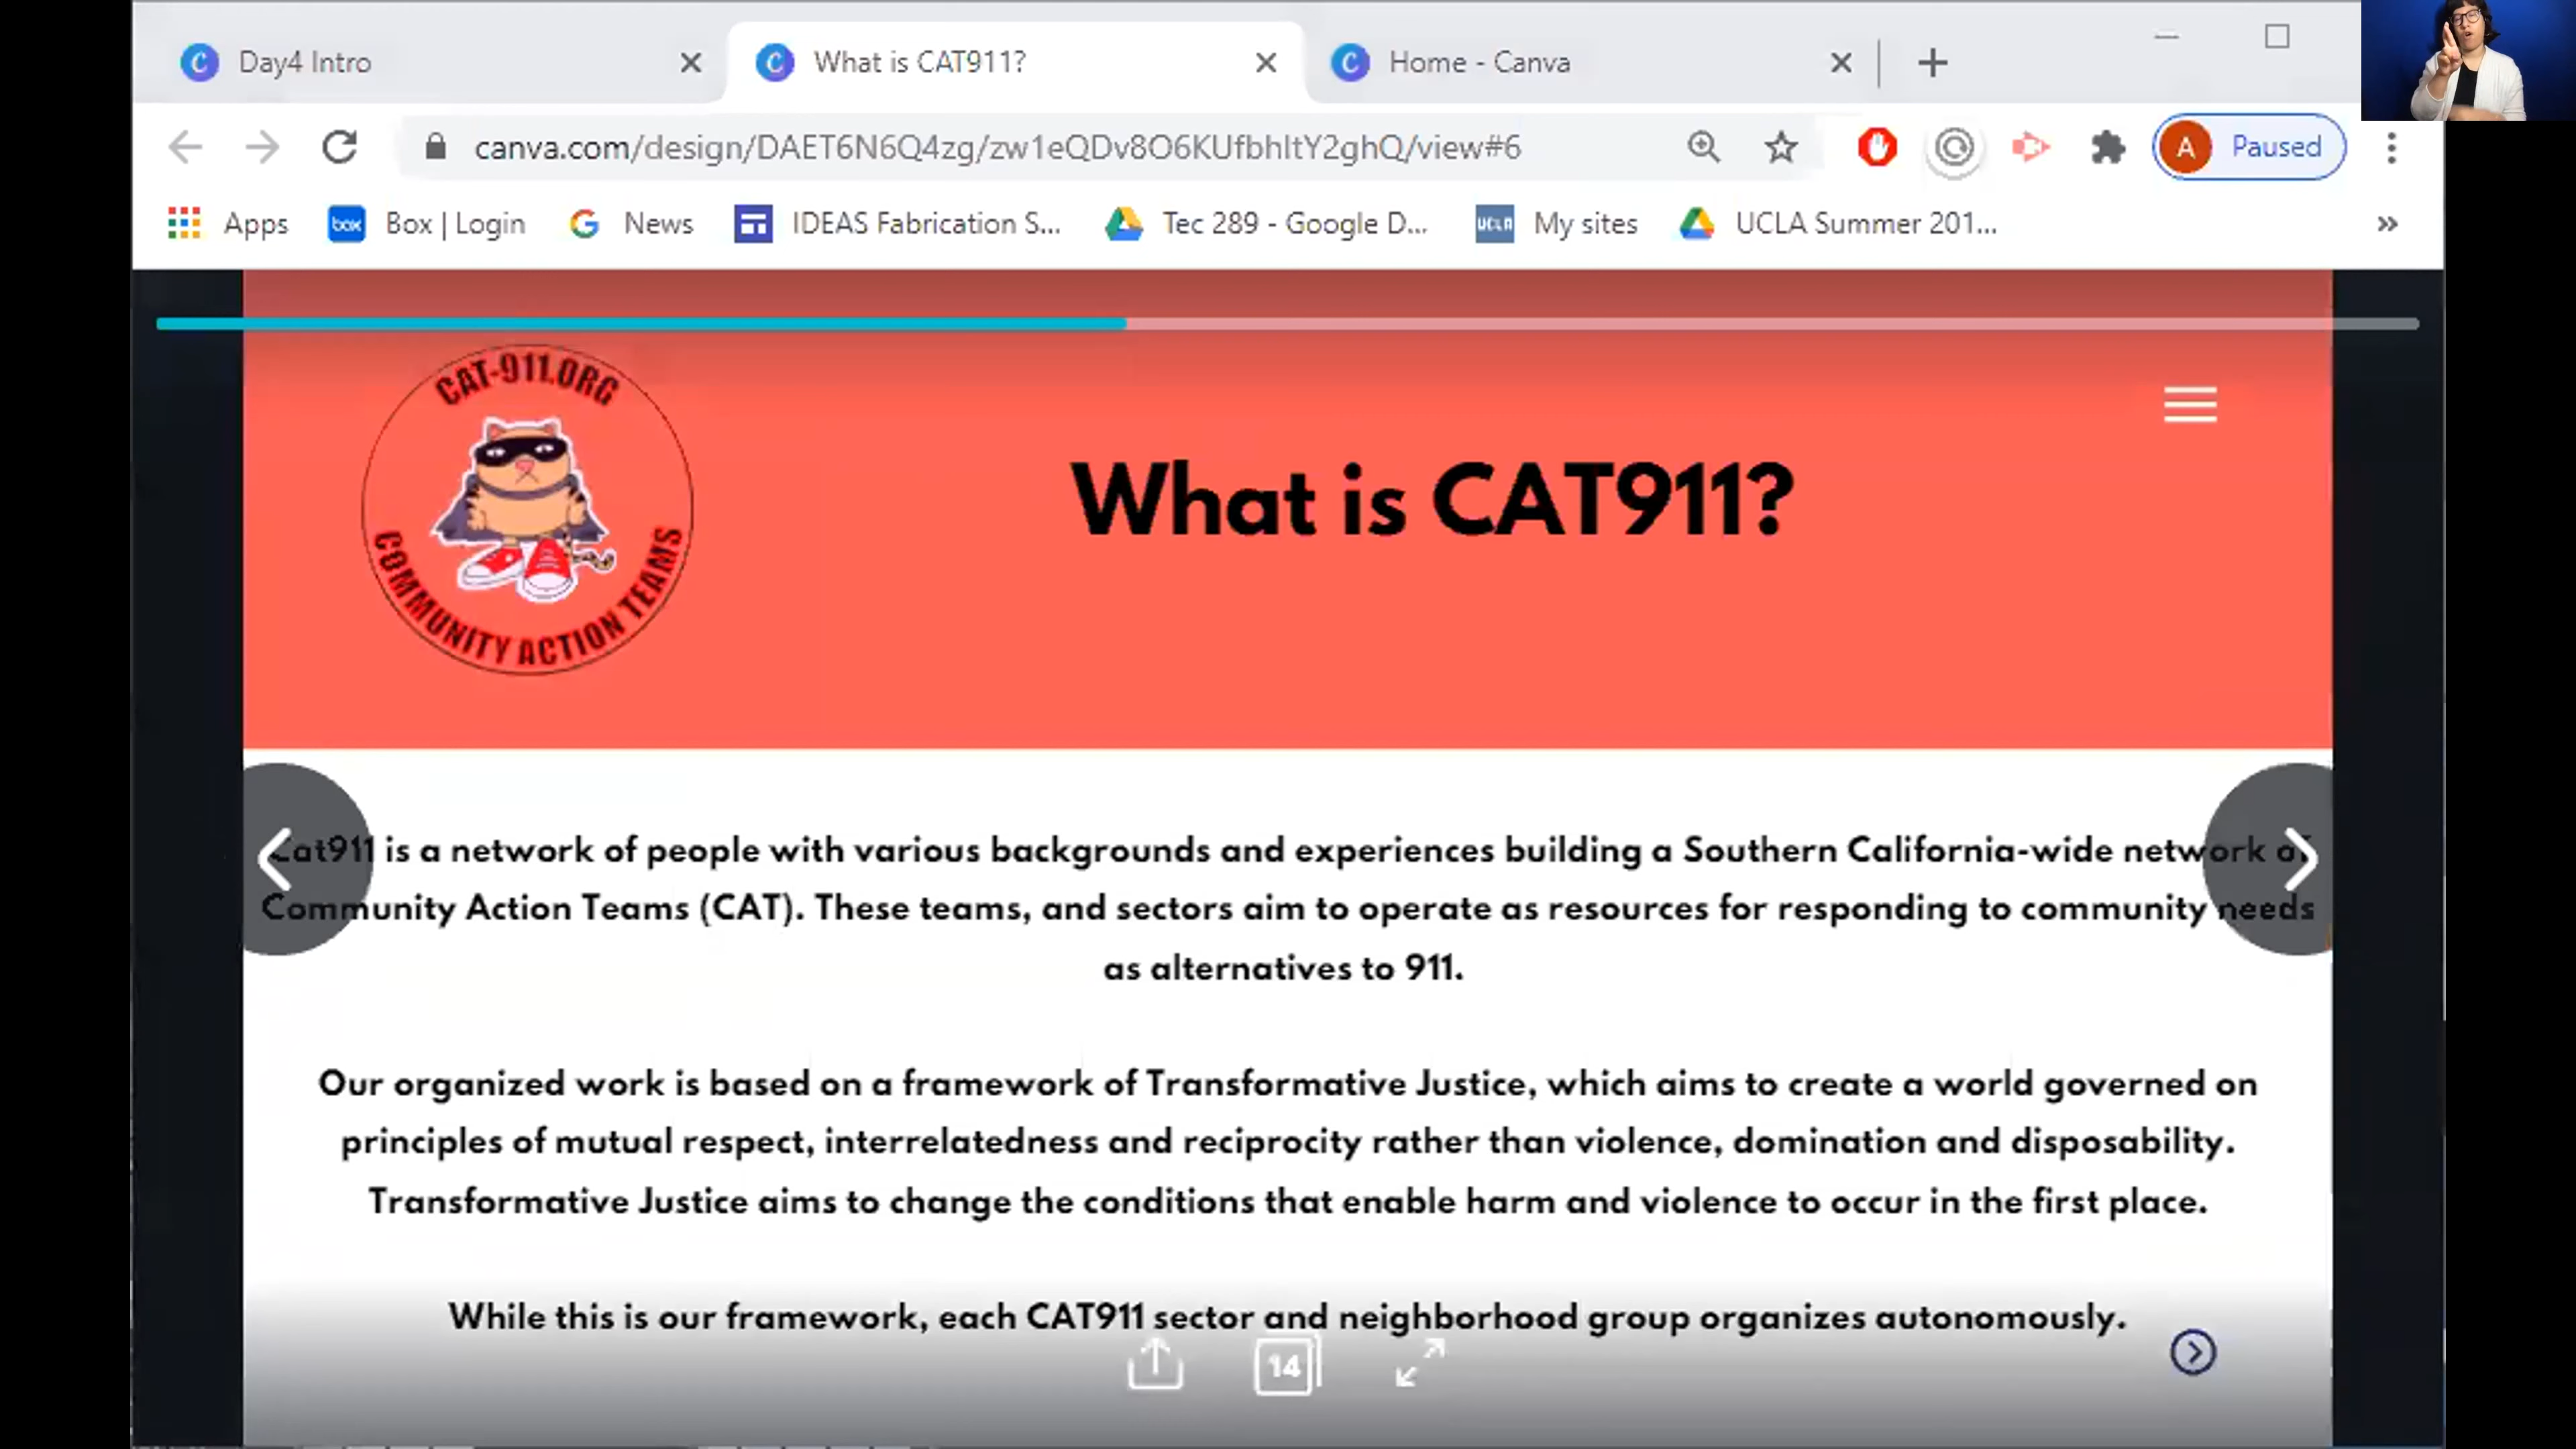 Day4 Intro
What is CAT911?
Home - Canva
canva.com/design/DAET6N6Q4zg/zw1eQDv8O6KUfbhItY2ghQ/view#6
A
Paused
Apps
box
Box | Login
News
IDEAS Fabrication S...
Tec 289 - Google D...
UCLA
My sites
UCLA Summer 201...
CAT-911.ORG
COMMUNITY ACTION TEAMS
What is CAT911?
Cat911 is a network of people with various backgrounds and experiences building a Southern California-wide network of
Community Action Teams (CAT). These teams, and sectors aim to operate as resources for responding to community needs
as alternatives to 911.
Our organized work is based on a framework of Transformative Justice, which aims to create a world governed on
principles of mutual respect, interrelatedness and reciprocity rather than violence, domination and disposability.
Transformative Justice aims to change the conditions that enable harm and violence to occur in the first place.
While this is our framework, each CAT911 sector and neighborhood group organizes autonomously.
14